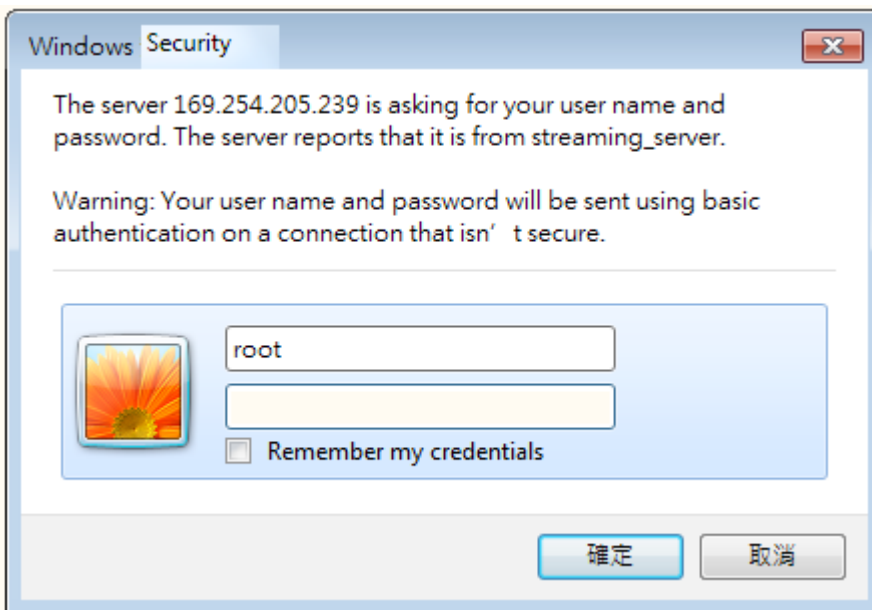 Windows Security
The server 169.254.205.239 is asking for your user name and
password. The server reports that it is from streaming_server.
Warning: Your user name and password will be sent using basic
authentication on a connection that isn’ t secure.
root
Remember my credentials
確定
取消